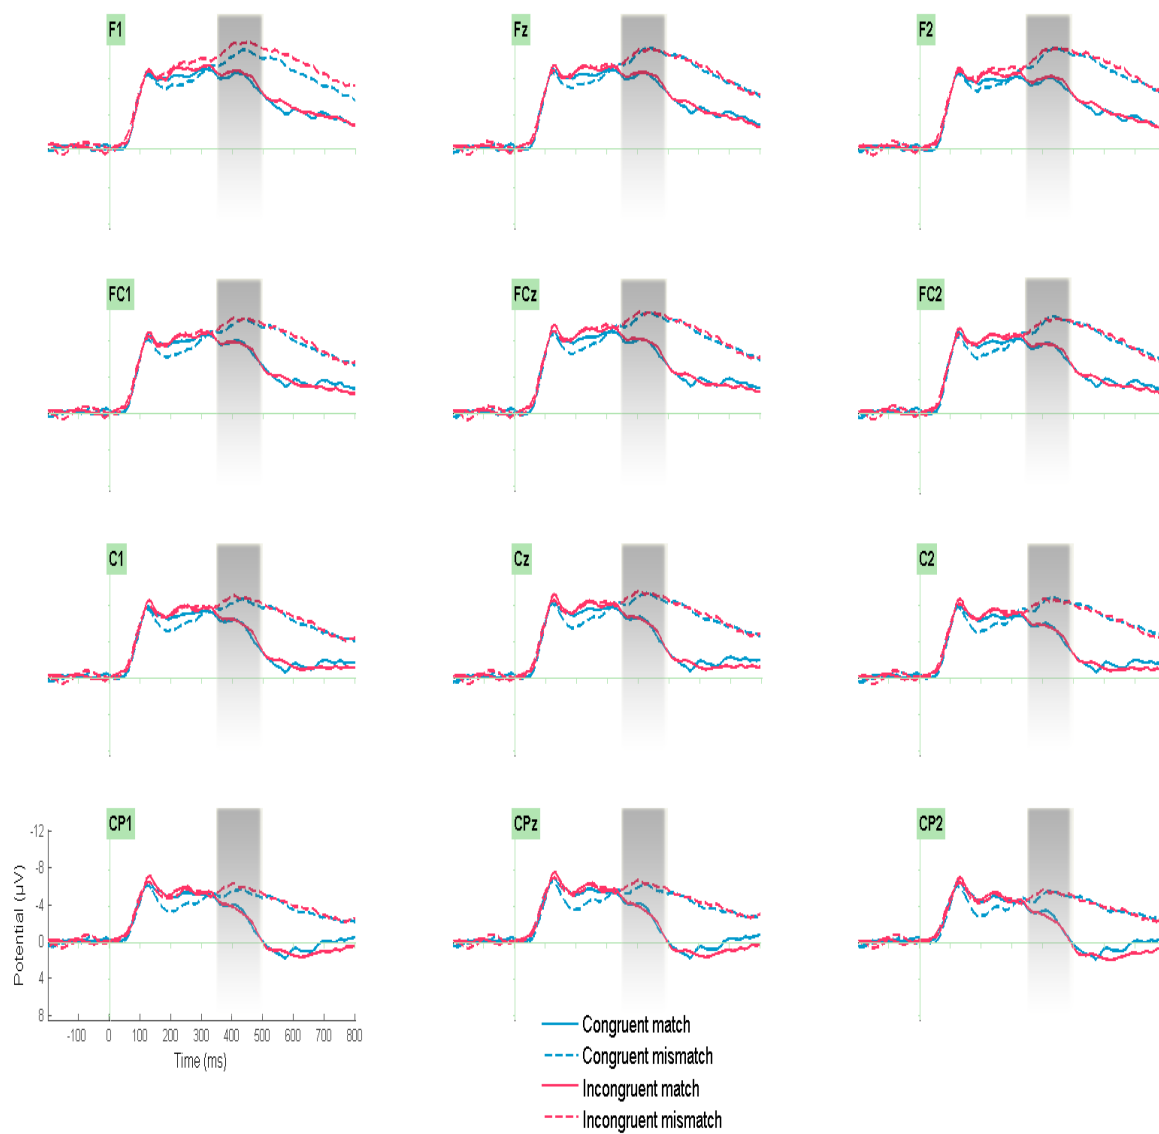 F1
Fz
F2
FC1
FCz
FC2
C1
Cz
C2
CP1
CPz
CP2
-12
-8
-4
0
4
8
Potential (µV)
-100 0 100 200 300 400 500 600 700 800
Time (ms)
Congruent match
Congruent mismatch
Incongruent match
Incongruent mismatch